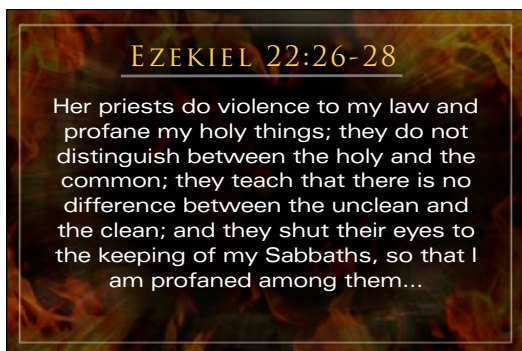 EZEKIEL 22:26-28
Her priests do violence to my law and
profane my holy things; they do not
distinguish between the holy and the
common; they teach that there is no
difference between the unclean and
the clean; and they shut their eyes to
the keeping of my Sabbaths, so that I
am profaned among them...